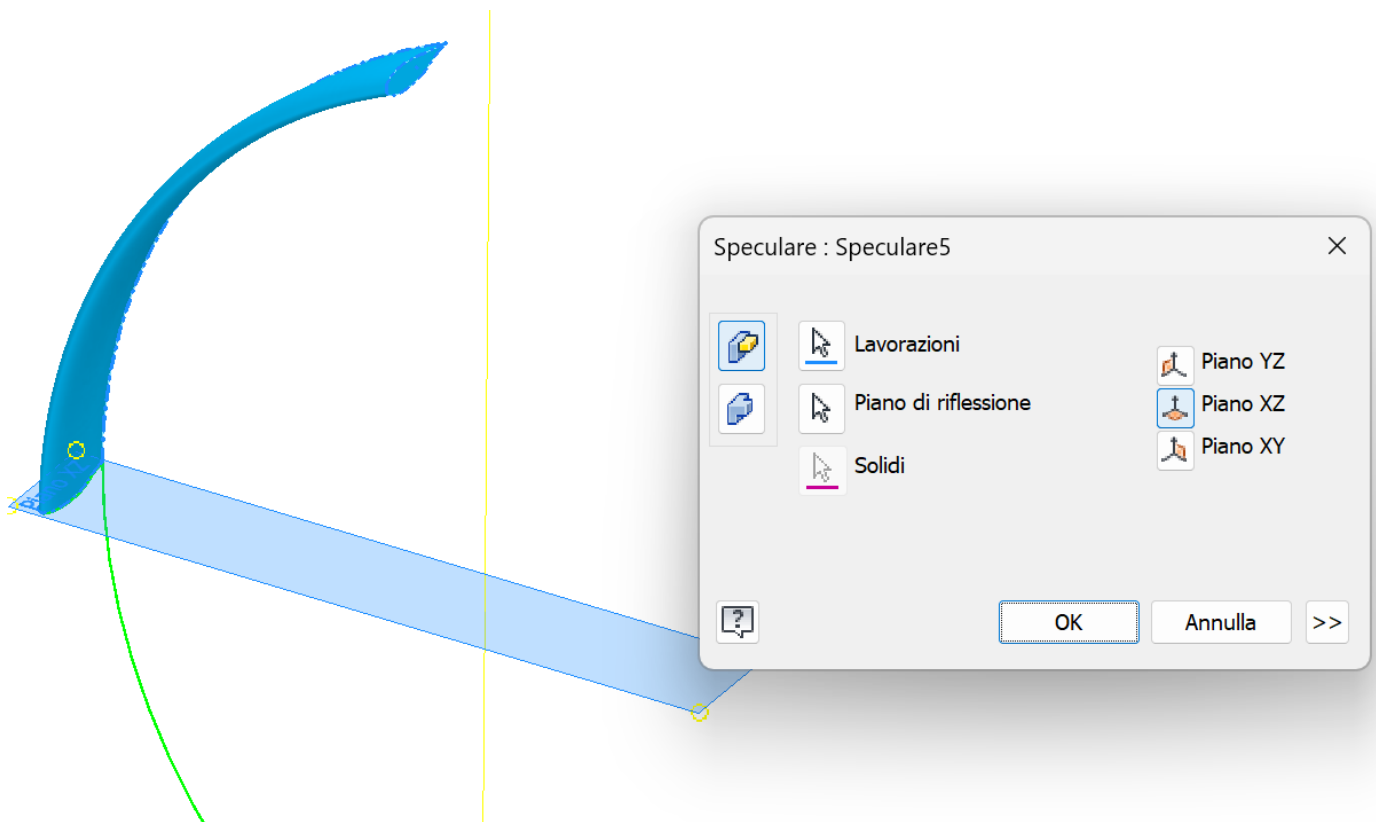 Speculare : Speculare5
Lavorazioni
Piano di riflessione
Solidi
Piano YZ
Piano XZ
Piano XY
OK
Annulla
>>